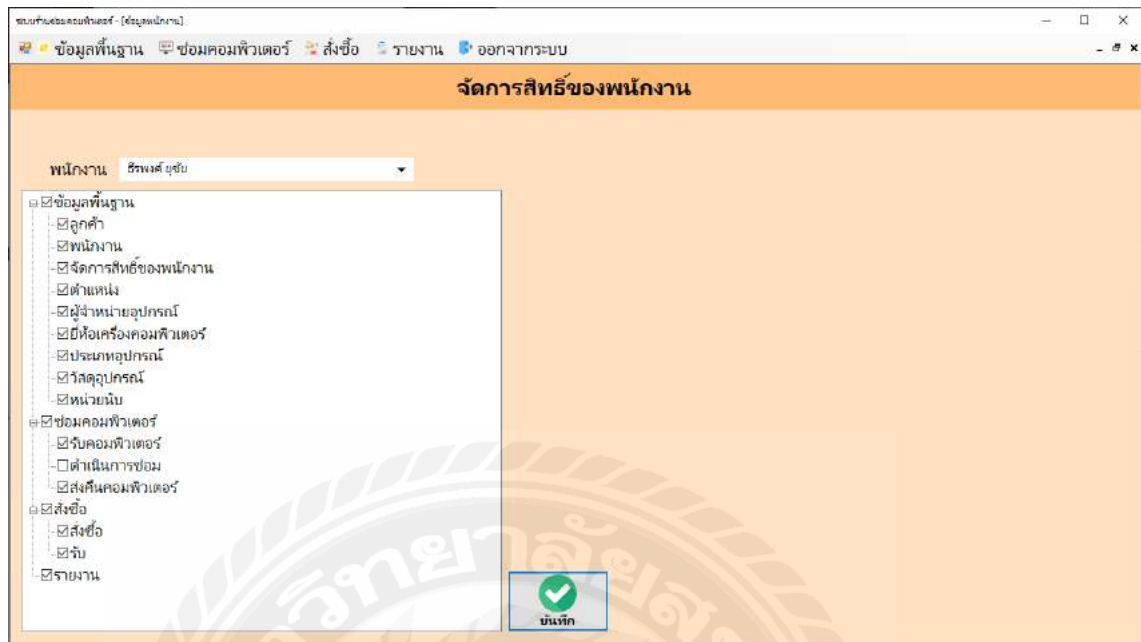 ระบบร้านซ่อมคอมพิวเตอร์ - [ข้อมูลพนักงาน]
ข้อมูลพื้นฐาน ซ่อมคอมพิวเตอร์ สั่งซื้อ รายงาน ออกจากระบบ
จัดการสิทธิ์ของพนักงาน
พนักงาน ธีรพงศ์ ยุชัย
ข้อมูลพื้นฐาน
ลูกค้า
พนักงาน
จัดการสิทธิ์ของพนักงาน
ตำแหน่ง
ผู้จำหน่ายอุปกรณ์
ยี่ห้อเครื่องคอมพิวเตอร์
ประเภทอุปกรณ์
วัสดุอุปกรณ์
หน่วยนับ
ซ่อมคอมพิวเตอร์
รับคอมพิวเตอร์
ดำเนินการซ่อม
ส่งคืนคอมพิวเตอร์
สั่งซื้อ
สั่งซื้อ
รับ
รายงาน
บันทึก